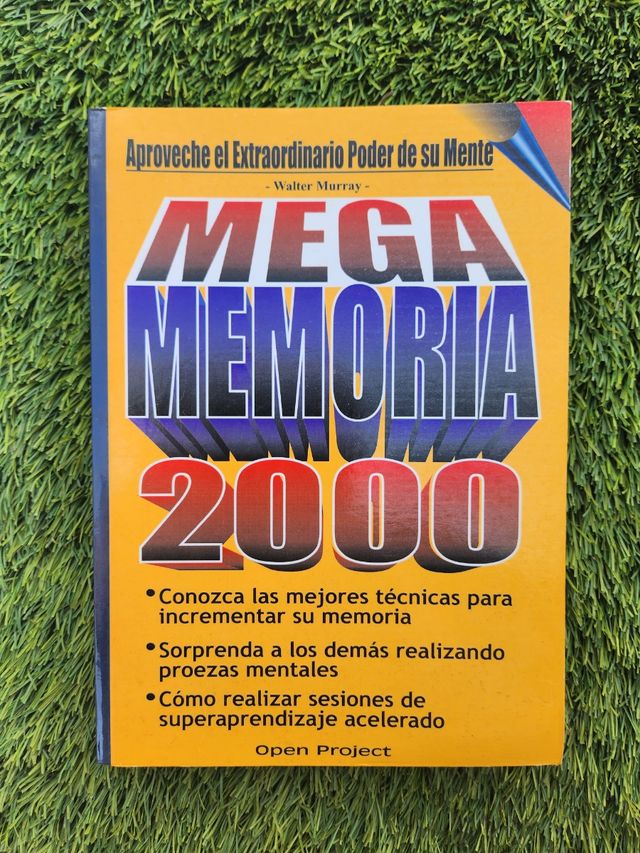 Aproveche el Extraordinario Poder de su Mente
- Walter Murray -
MEGA
MEMORIA
2000
•Conozca las mejores técnicas para
incrementar su memoria
•Sorprenda a los demás realizando
proezas mentales
•Cómo realizar sesiones de
superaprendizaje acelerado
Open Project